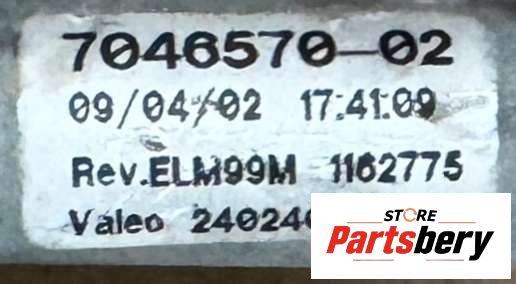 7046570-02
09/04/02 17:41:09
Rev.ELM99M 1162775
Valeo
STORE
Partsbery